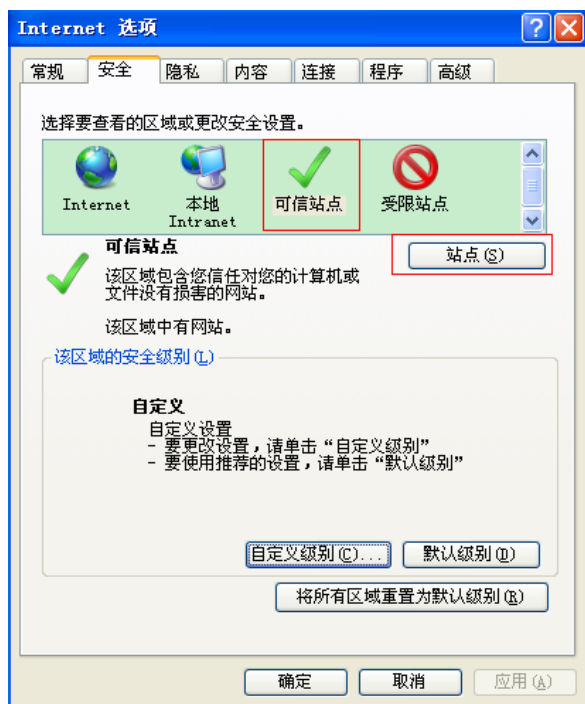 Internet 选项
常规 安全 隐私 内容 连接 程序 高级
选择要查看的区域或更改安全设置。
Internet 本地 Intranet 可信站点 受限站点
可信站点
站点(S)
该区域包含您信任对您的计算机或
文件没有损害的网站。
该区域中有网站。
该区域的安全级别(L)
自定义
自定义设置
- 要更改设置，请单击“自定义级别”
- 要使用推荐的设置，请单击“默认级别”
自定义级别(C)... 默认级别(D)
将所有区域重置为默认级别(R)
确定 取消 应用(A)